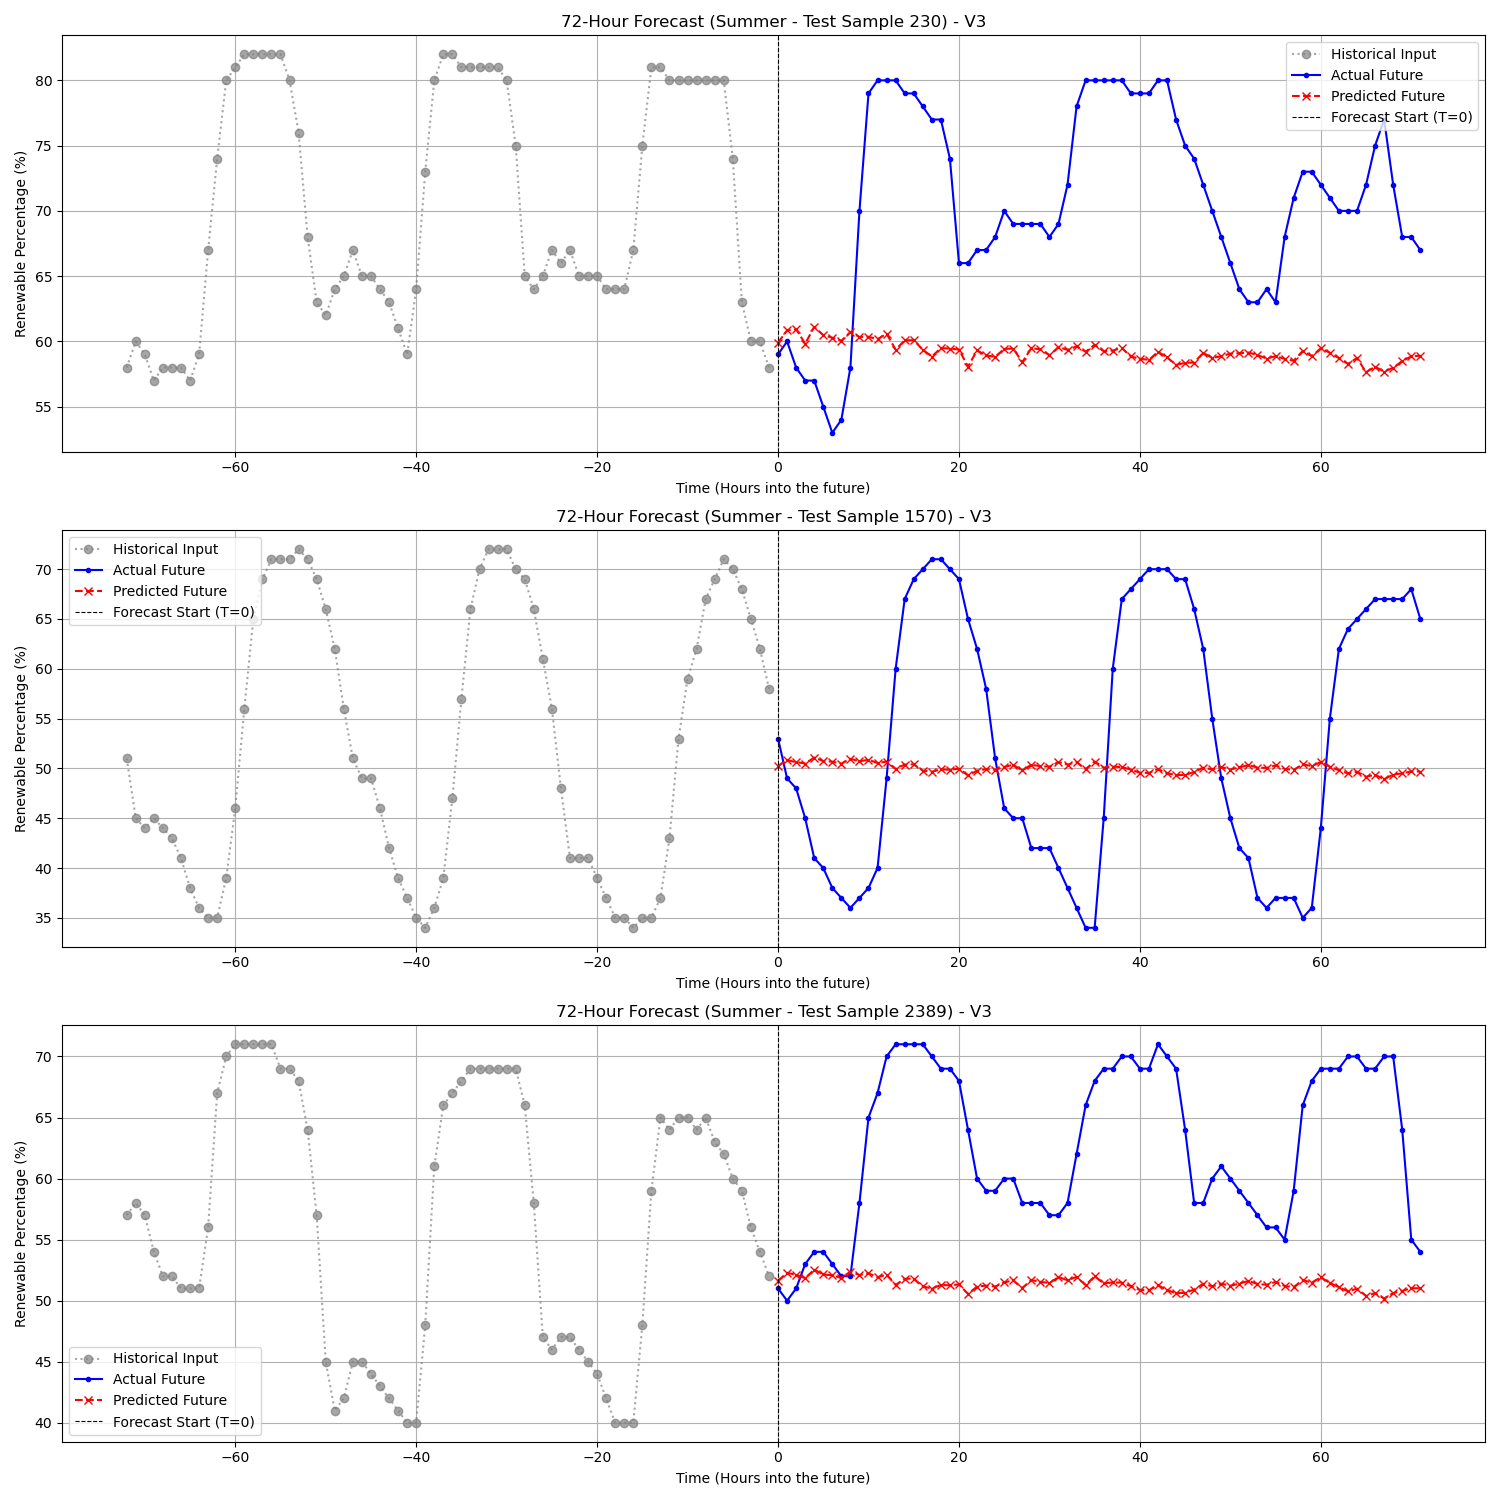 72-Hour Forecast (Summer - Test Sample 230) - V3
Renewable Percentage (%)
80
75
70
65
60
55
Historical Input
Actual Future
Predicted Future
Forecast Start (T=0)
−60 −40 −20 0 20 40 60
Time (Hours into the future)
72-Hour Forecast (Summer - Test Sample 1570) - V3
Renewable Percentage (%)
70
65
60
55
50
45
40
35
Historical Input
Actual Future
Predicted Future
Forecast Start (T=0)
−60 −40 −20 0 20 40 60
Time (Hours into the future)
72-Hour Forecast (Summer - Test Sample 2389) - V3
Renewable Percentage (%)
70
65
60
55
50
45
40
Historical Input
Actual Future
Predicted Future
Forecast Start (T=0)
−60 −40 −20 0 20 40 60
Time (Hours into the future)